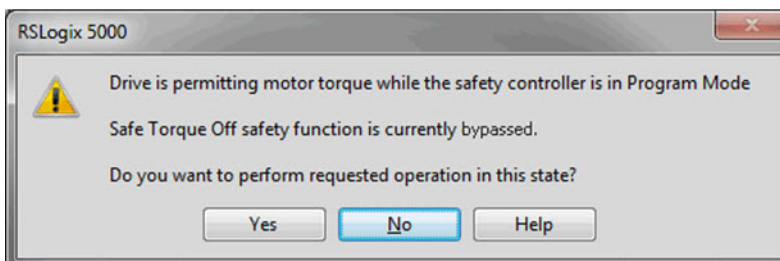 RSLogix 5000
Drive is permitting motor torque while the safety controller is in Program Mode
Safe Torque Off safety function is currently bypassed.
Do you want to perform requested operation in this state?
Yes No Help